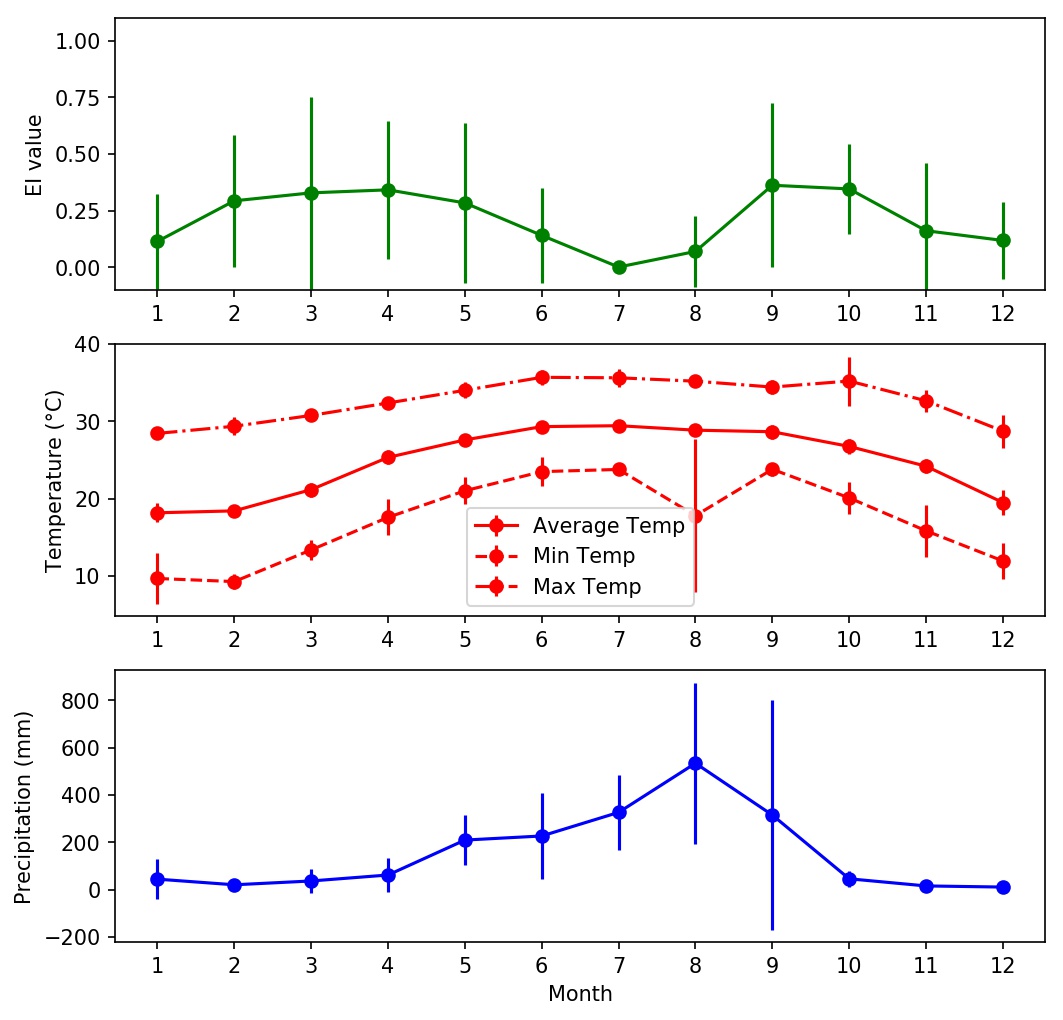 EI value
1.00
0.75
0.50
0.25
0.00
1 2 3 4 5 6 7 8 9 10 11 12
Temperature (°C)
40
30
20
10
Average Temp
Min Temp
Max Temp
1 2 3 4 5 6 7 8 9 10 11 12
Precipitation (mm)
800
600
400
200
0
−200
1 2 3 4 5 6 7 8 9 10 11 12
Month